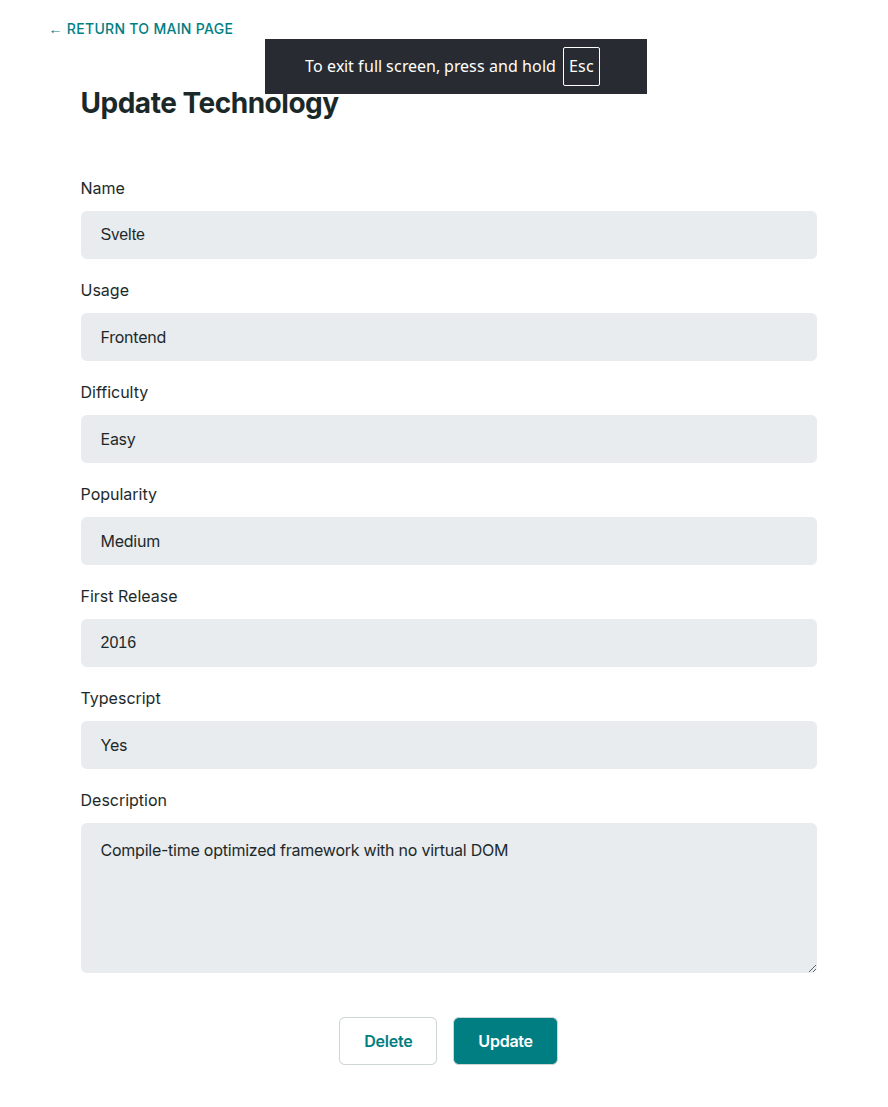 ← RETURN TO MAIN PAGE
To exit full screen, press and hold Esc
Update Technology
Name
Svelte
Usage
Frontend
Difficulty
Easy
Popularity
Medium
First Release
2016
Typescript
Yes
Description
Compile-time optimized framework with no virtual DOM
Delete Update